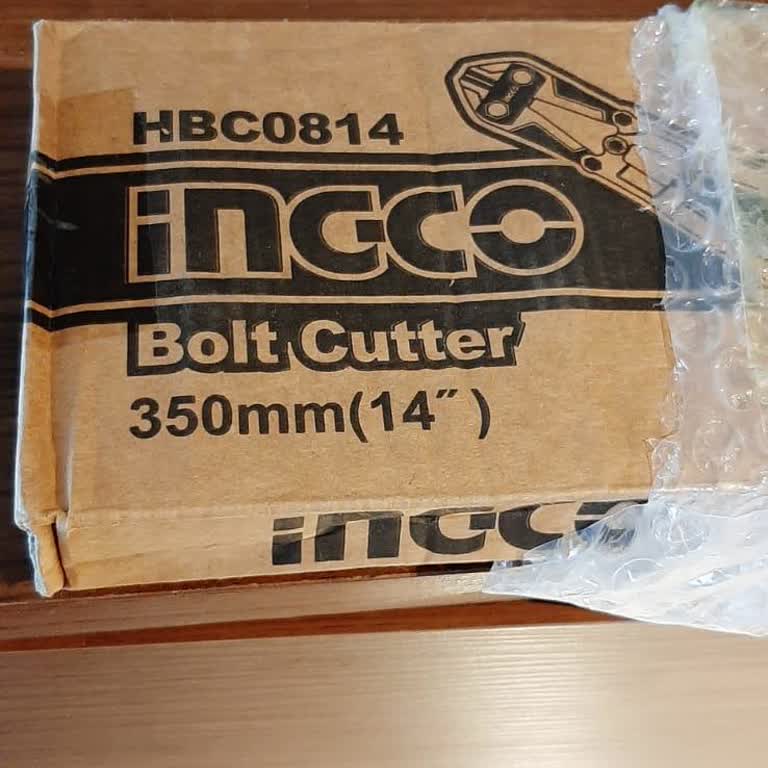 HBC0814
INGCO
Bolt Cutter
350mm(14″)
INGCO